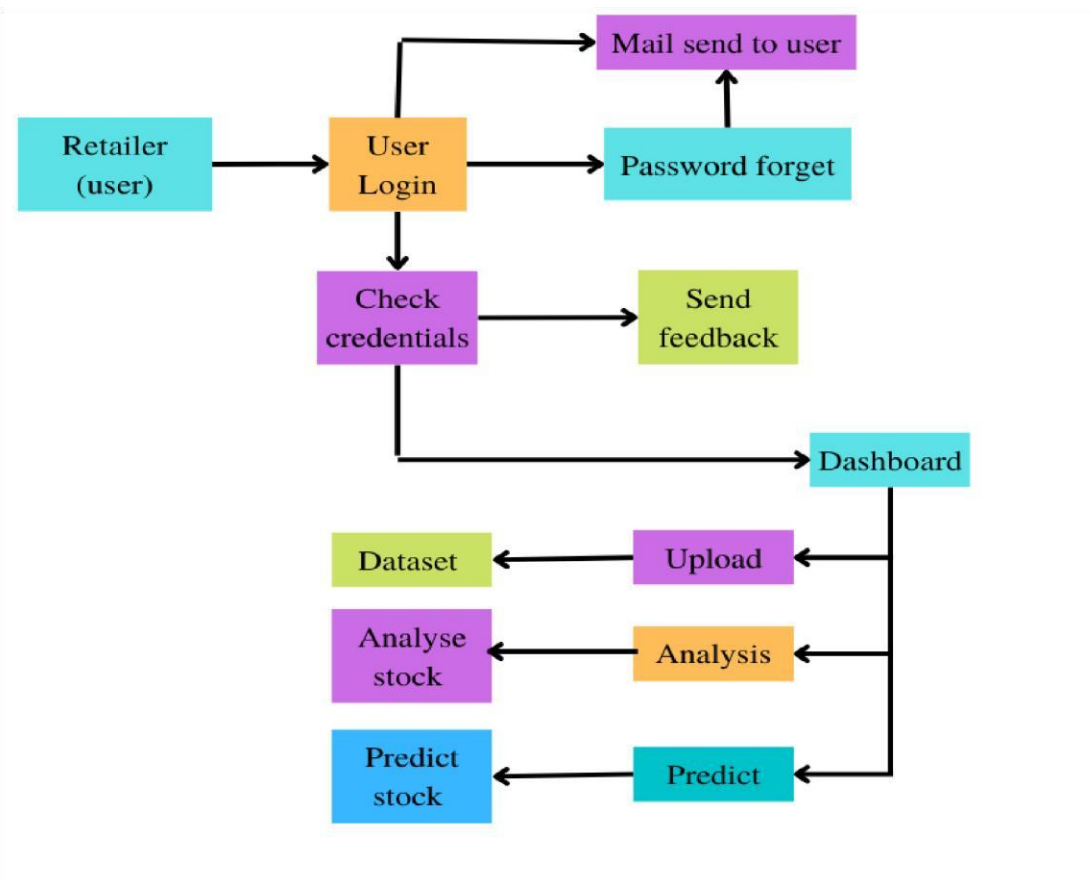 Mail send to user
Retailer
(user)
User
Login
Password forget
Check
credentials
Send
feedback
Dashboard
Dataset
Upload
Analyse
stock
Analysis
Predict
stock
Predict